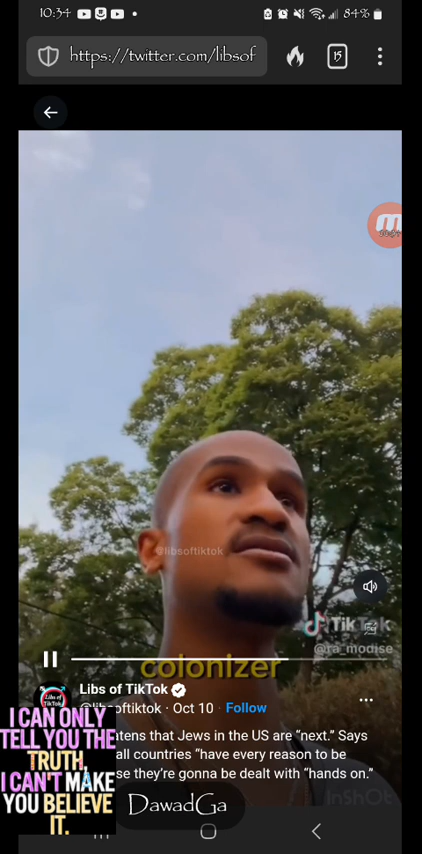 10:34
84%
https://twitter.com/libsof
15
@libsoftiktok
TikTok
@ra_modise
colonizer
Libs of TikTok
@libsoftiktok · Oct 10 · Follow
atens that Jews in the US are “next.” Says
all countries “have every reason to be
se they’re gonna be dealt with “hands on.”
I CAN ONLY
TELL YOU THE
TRUTH,
I CAN'T MAKE
YOU BELIEVE
IT.
DawadGa
InShOt